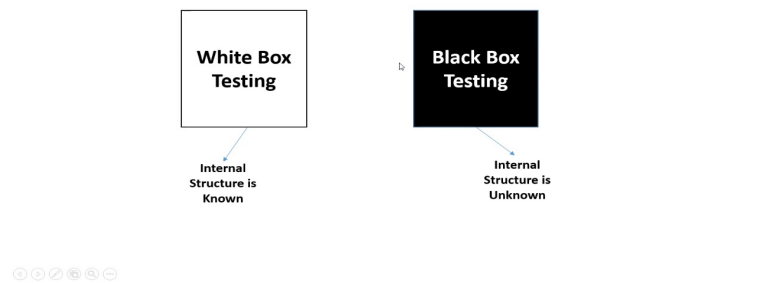 White Box
Testing
Black Box
Testing
Internal
Structure is
Known
Internal
Structure is
Unknown